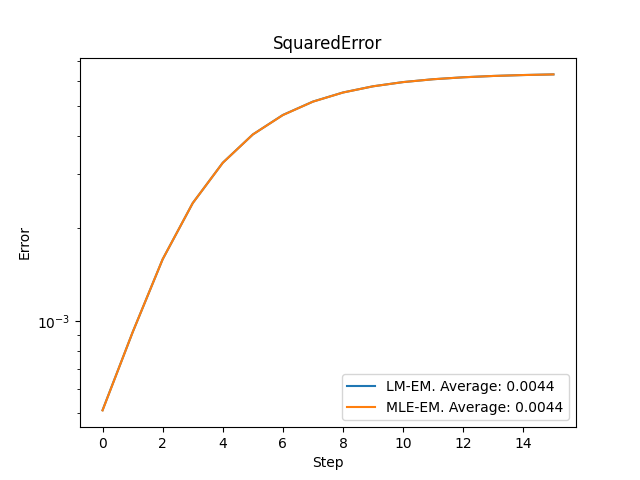 SquaredError
Error
10⁻³
0 2 4 6 8 10 12 14
Step
LM-EM. Average: 0.0044
MLE-EM. Average: 0.0044